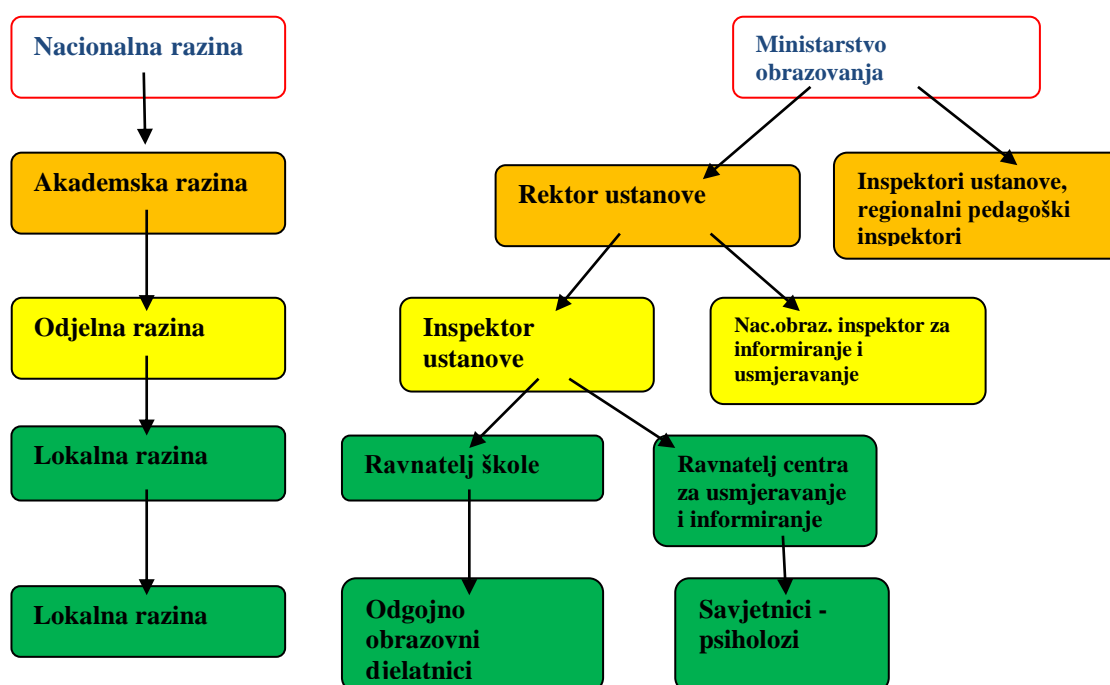 Nacionalna razina
Ministarstvo
obrazovanja
Akademska razina
Rektor ustanove
Inspektori ustanove,
regionalni pedagoški
inspektori
Odjelna razina
Inspektor
ustanove
Nac.obraz. inspektor za
informiranje i
usmjeravanje
Lokalna razina
Ravnatelj škole
Ravnatelj centra
za usmjeravanje
i informiranje
Lokalna razina
Odgojno
obrazovni
djelatnici
Savjetnici -
psiholozi